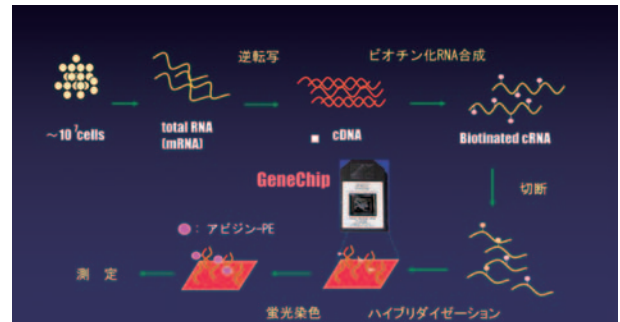 逆転写
ビオチン化RNA合成
~10⁷cells
total RNA
(mRNA)
cDNA
Biotinated cRNA
GeneChip
切断
: アビジン-PE
測 定
蛍光染色
ハイブリダイゼーション